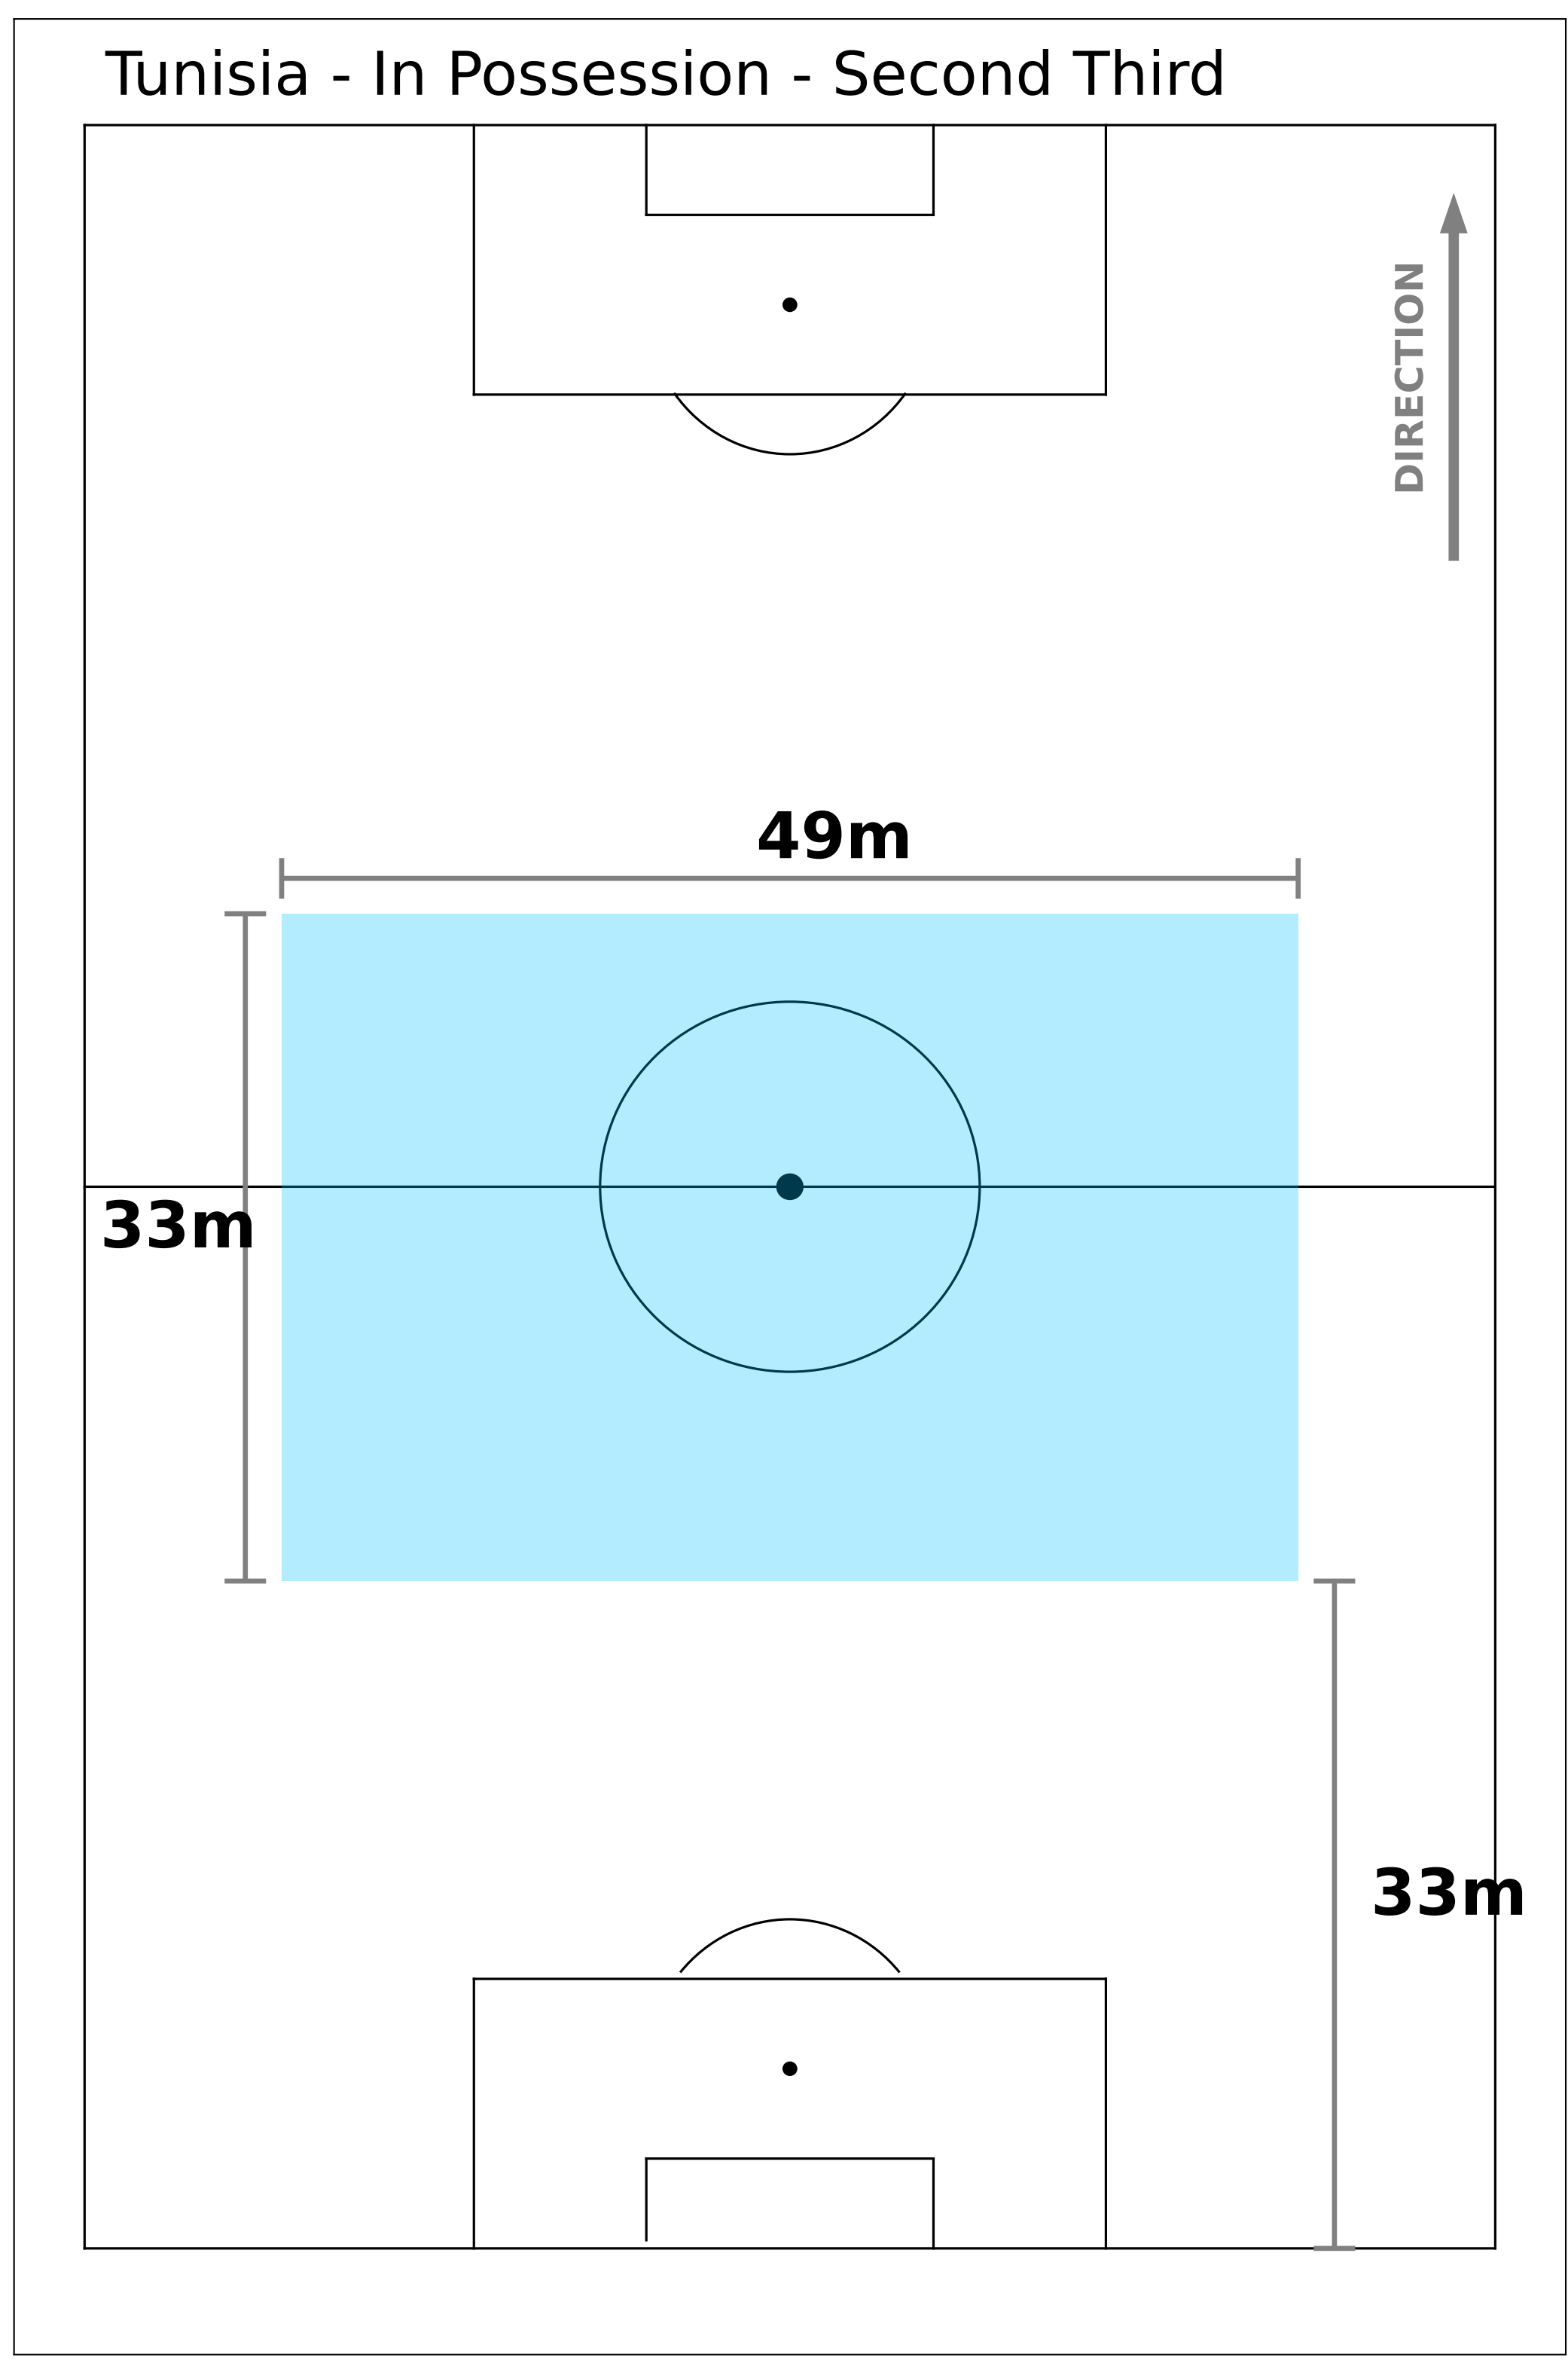 Tunisia - In Possession - Second Third
DIRECTION
49m
33m
33m